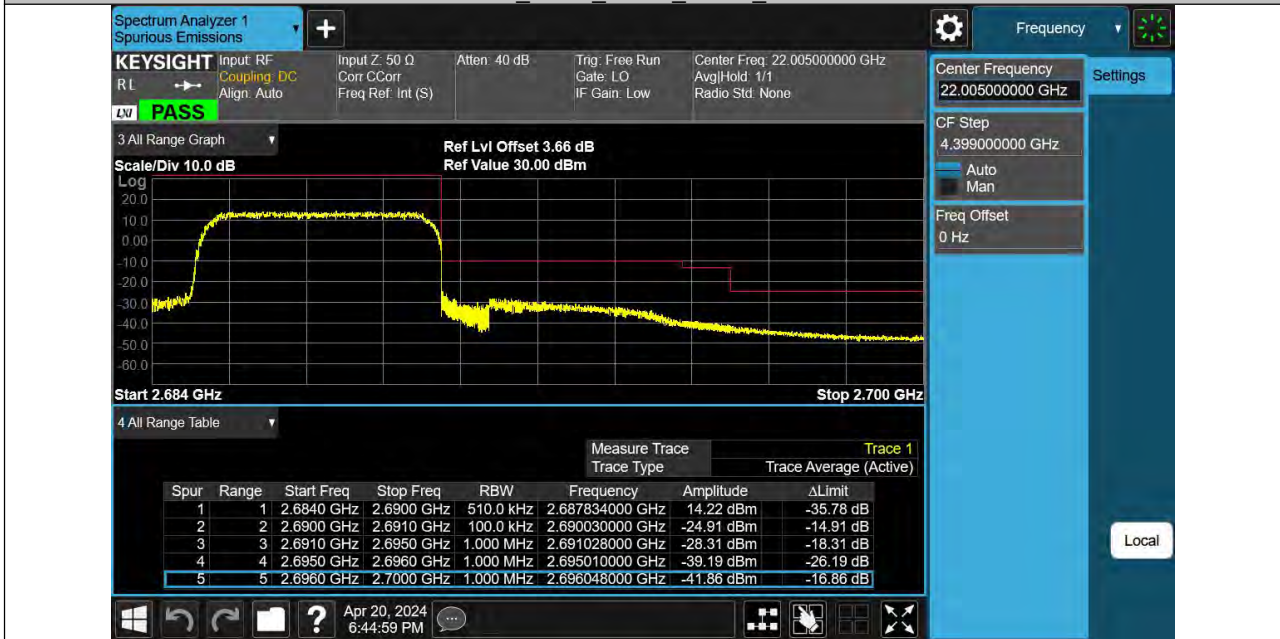 Spectrum Analyzer 1
Spurious Emissions
Frequency
KEYSIGHT
RL
LXI PASS
Input: RF
Coupling: DC
Align: Auto
Input Z: 50 Ω
Corr CCorr
Freq Ref: Int (S)
Atten: 40 dB
Trig: Free Run
Gate: LO
IF Gain: Low
Center Freq: 22.005000000 GHz
Avg|Hold: 1/1
Radio Std: None
Center Frequency
22.005000000 GHz
Settings
CF Step
4.399000000 GHz
Auto
Man
Freq Offset
0 Hz
Local
3 All Range Graph
Scale/Div 10.0 dB
Ref Lvl Offset 3.66 dB
Ref Value 30.00 dBm
Log
20.0
10.0
0.00
-10.0
-20.0
-30.0
-40.0
-50.0
-60.0
Start 2.684 GHz
Stop 2.700 GHz
4 All Range Table
Measure Trace Trace 1
Trace Type Trace Average (Active)
Spur Range Start Freq Stop Freq RBW Frequency Amplitude ΔLimit
1 1 2.6840 GHz 2.6900 GHz 510.0 kHz 2.687834000 GHz 14.22 dBm -35.78 dB
2 2 2.6900 GHz 2.6910 GHz 100.0 kHz 2.690030000 GHz -24.91 dBm -14.91 dB
3 3 2.6910 GHz 2.6950 GHz 1.000 MHz 2.691028000 GHz -28.31 dBm -18.31 dB
4 4 2.6950 GHz 2.6960 GHz 1.000 MHz 2.695010000 GHz -39.19 dBm -26.19 dB
5 5 2.6960 GHz 2.7000 GHz 1.000 MHz 2.696048000 GHz -41.86 dBm -16.86 dB
Apr 20, 2024
6:44:59 PM